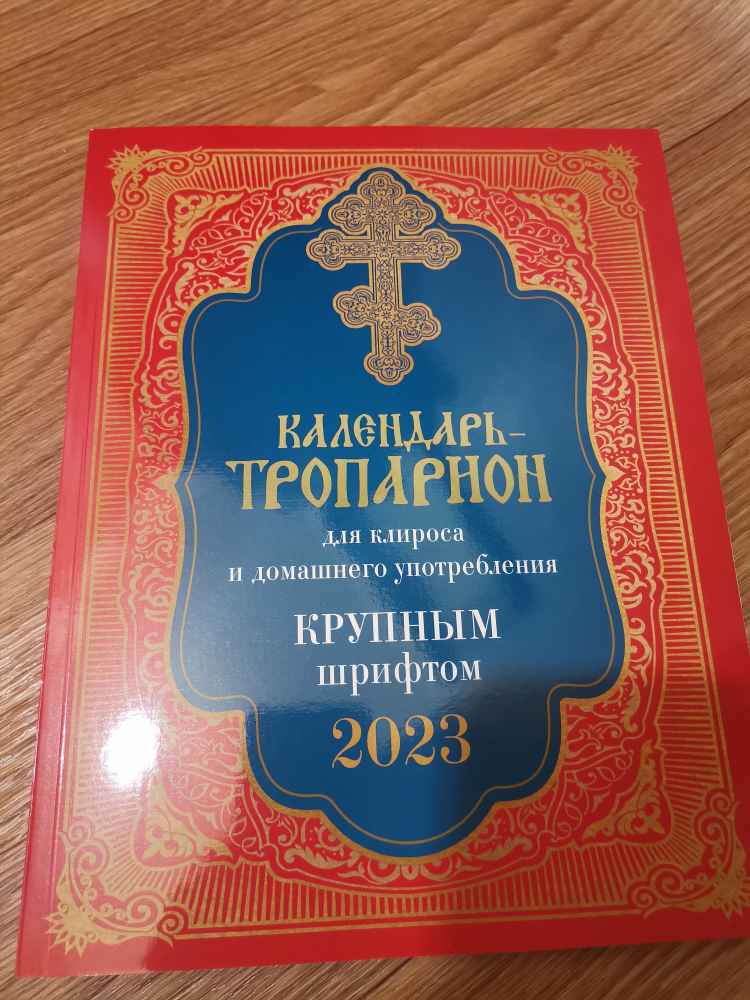 КАЛЕНДАРЬ-
ТРОПАРИОН
для клироса
и домашнего употребления
КРУПНЫМ
шрифтом
2023